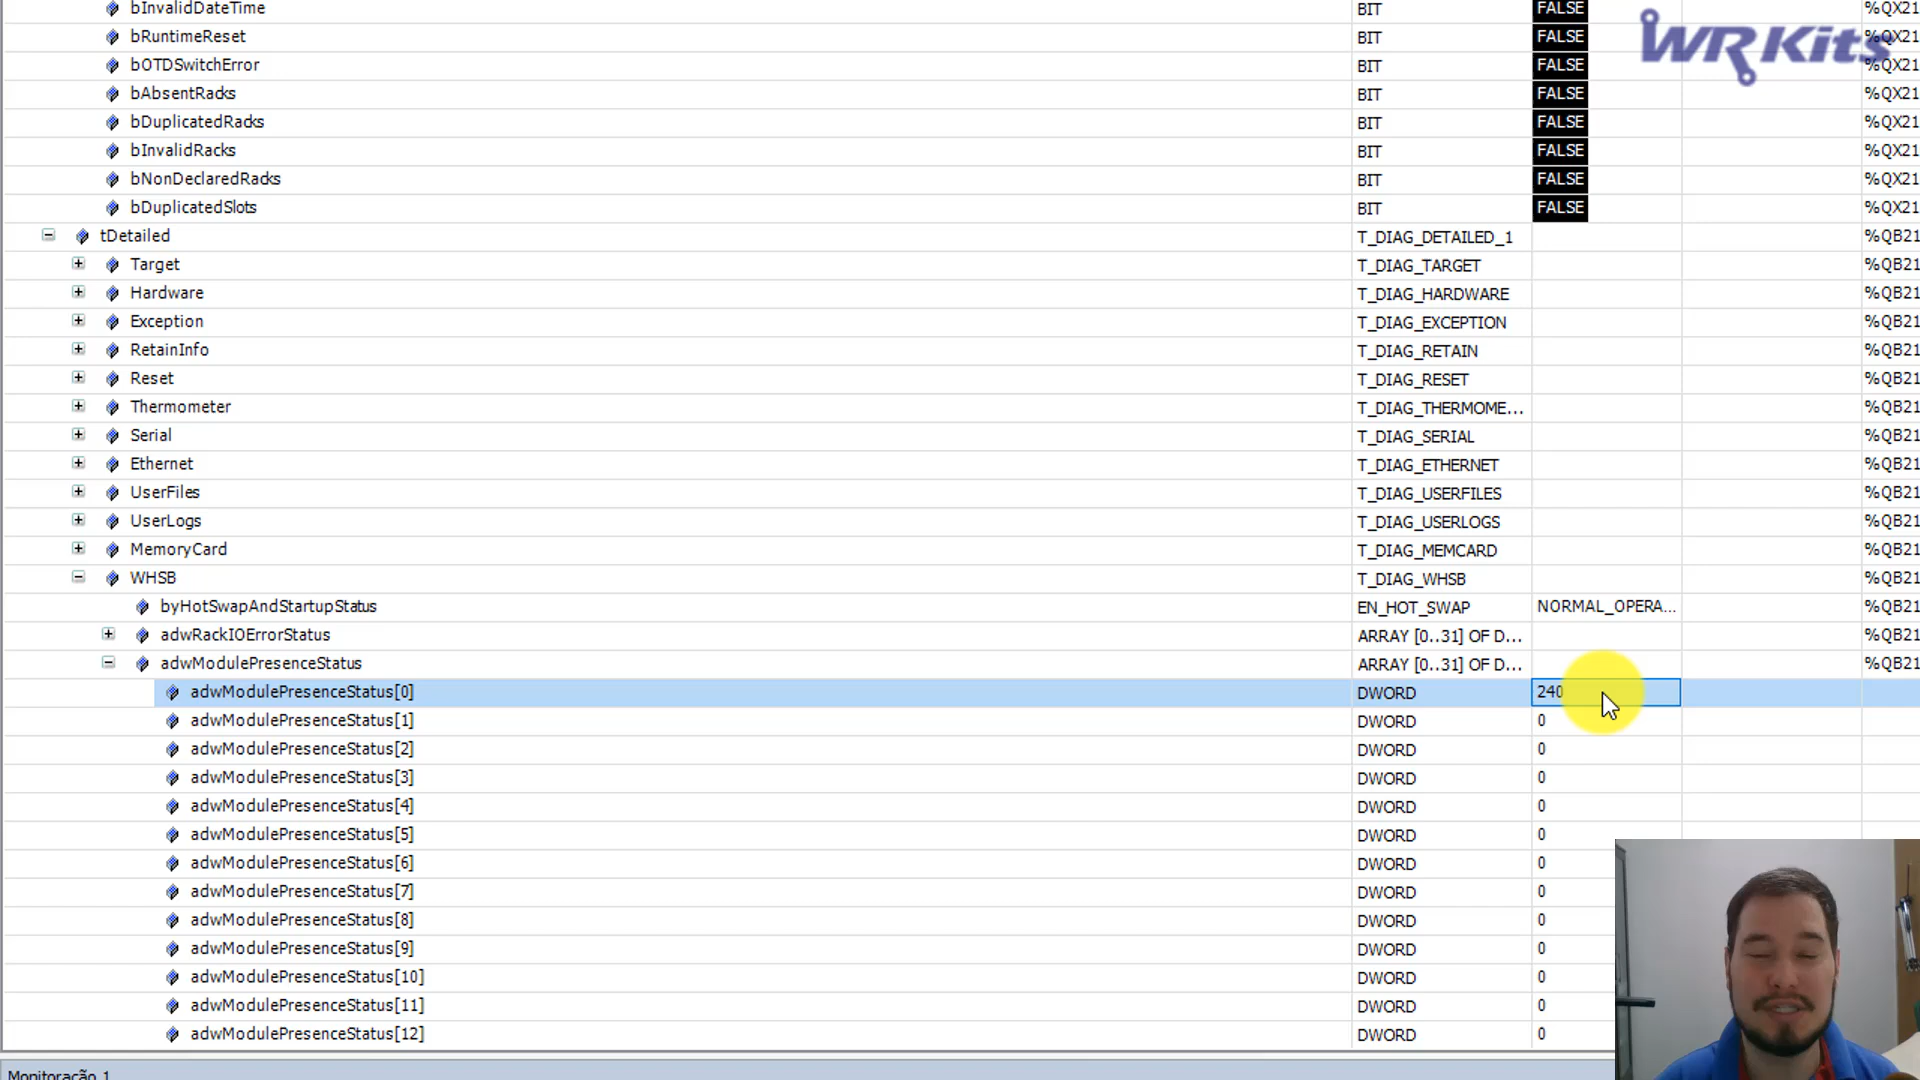 bInvalidDateTime BIT FALSE %QX21
bRuntimeReset BIT FALSE %QX21
bOTDSwitchError BIT FALSE %QX21
bAbsentRacks BIT FALSE %QX21
bDuplicatedRacks BIT FALSE %QX21
bInvalidRacks BIT FALSE %QX21
bNonDeclaredRacks BIT FALSE %QX21
bDuplicatedSlots BIT FALSE %QX21
WR Kits
tDetailed T_DIAG_DETAILED_1 %QB21
Target T_DIAG_TARGET %QB21
Hardware T_DIAG_HARDWARE %QB21
Exception T_DIAG_EXCEPTION %QB21
RetainInfo T_DIAG_RETAIN %QB21
Reset T_DIAG_RESET %QB21
Thermometer T_DIAG_THERMOME... %QB21
Serial T_DIAG_SERIAL %QB21
Ethernet T_DIAG_ETHERNET %QB21
UserFiles T_DIAG_USERFILES %QB21
UserLogs T_DIAG_USERLOGS %QB21
MemoryCard T_DIAG_MEMCARD %QB21
WHSB T_DIAG_WHSB %QB21
byHotSwapAndStartupStatus EN_HOT_SWAP NORMAL_OPERA... %QB21
adwRackIOErrorStatus ARRAY [0..31] OF D... %QB21
adwModulePresenceStatus ARRAY [0..31] OF D... %QB21
adwModulePresenceStatus[0] DWORD 240
adwModulePresenceStatus[1] DWORD 0
adwModulePresenceStatus[2] DWORD 0
adwModulePresenceStatus[3] DWORD 0
adwModulePresenceStatus[4] DWORD 0
adwModulePresenceStatus[5] DWORD 0
adwModulePresenceStatus[6] DWORD 0
adwModulePresenceStatus[7] DWORD 0
adwModulePresenceStatus[8] DWORD 0
adwModulePresenceStatus[9] DWORD 0
adwModulePresenceStatus[10] DWORD 0
adwModulePresenceStatus[11] DWORD 0
adwModulePresenceStatus[12] DWORD 0
Monitoração 1